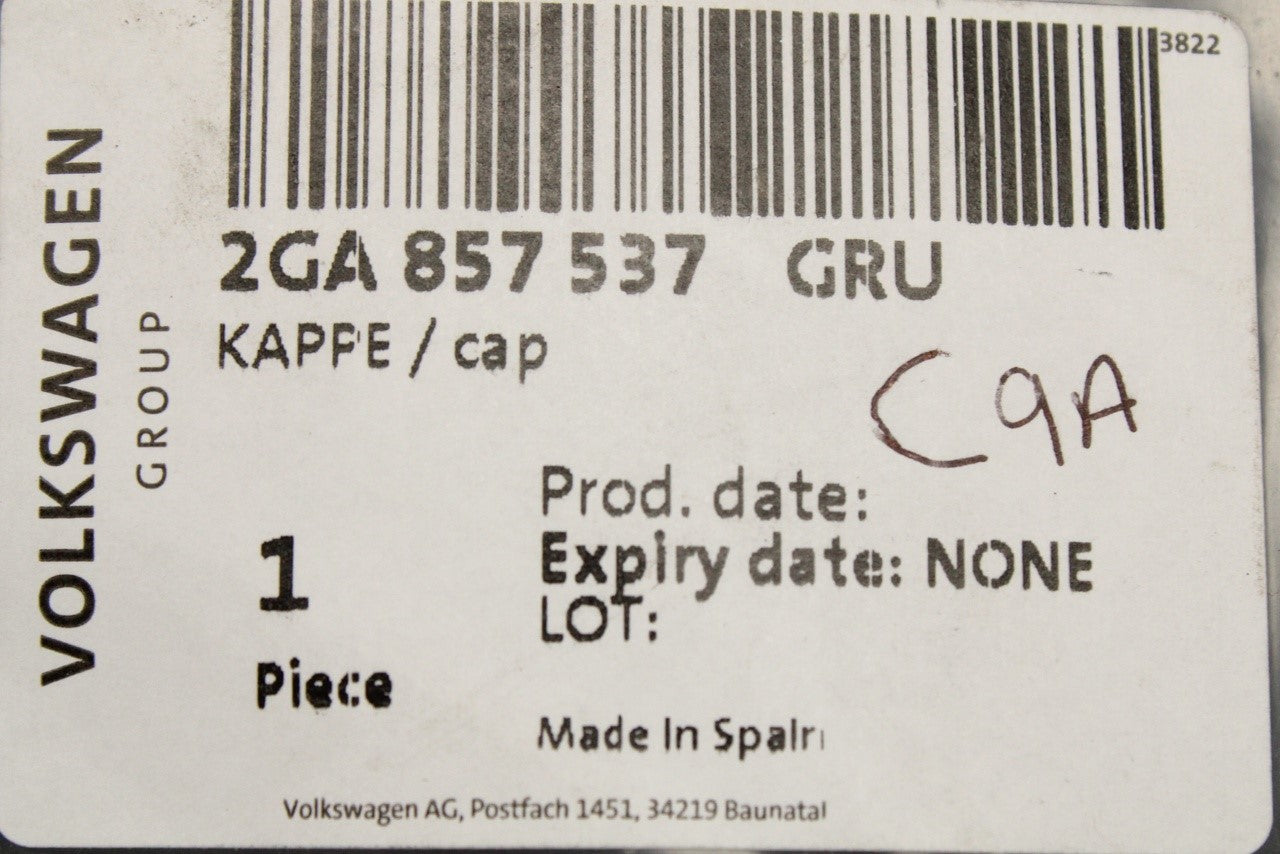 3822
VOLKSWAGEN
GROUP
2GA 857 537 GRU
KAPPE / cap
C9A
Prod. date:
Expiry date: NONE
LOT:
1
Piece
Made In Spain
Volkswagen AG, Postfach 1451, 34219 Baunatal